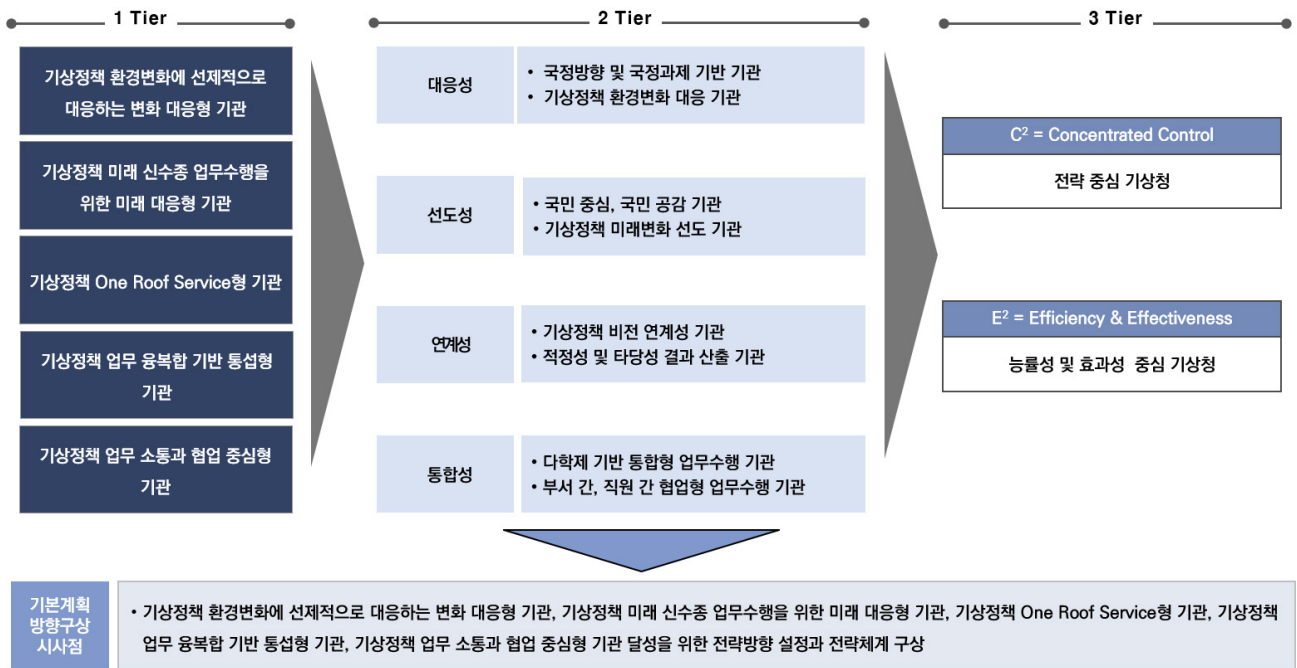 1 Tier
2 Tier
3 Tier
기상정책 환경변화에 선제적으로
대응하는 변화 대응형 기관
기상정책 미래 신수종 업무수행을
위한 미래 대응형 기관
기상정책 One Roof Service형 기관
기상정책 업무 융복합 기반 통섭형
기관
기상정책 업무 소통과 협업 중심형
기관
대응성
• 국정방향 및 국정과제 기반 기관
• 기상정책 환경변화 대응 기관
선도성
• 국민 중심, 국민 공감 기관
• 기상정책 미래변화 선도 기관
연계성
• 기상정책 비전 연계성 기관
• 적정성 및 타당성 결과 산출 기관
통합성
• 다학제 기반 통합형 업무수행 기관
• 부서 간, 직원 간 협업형 업무수행 기관
C² = Concentrated Control
전략 중심 기상청
E² = Efficiency & Effectiveness
능률성 및 효과성 중심 기상청
기본계획
방향구상
시사점
• 기상정책 환경변화에 선제적으로 대응하는 변화 대응형 기관, 기상정책 미래 신수종 업무수행을 위한 미래 대응형 기관, 기상정책 One Roof Service형 기관, 기상정책
업무 융복합 기반 통섭형 기관, 기상정책 업무 소통과 협업 중심형 기관 달성을 위한 전략방향 설정과 전략체계 구상